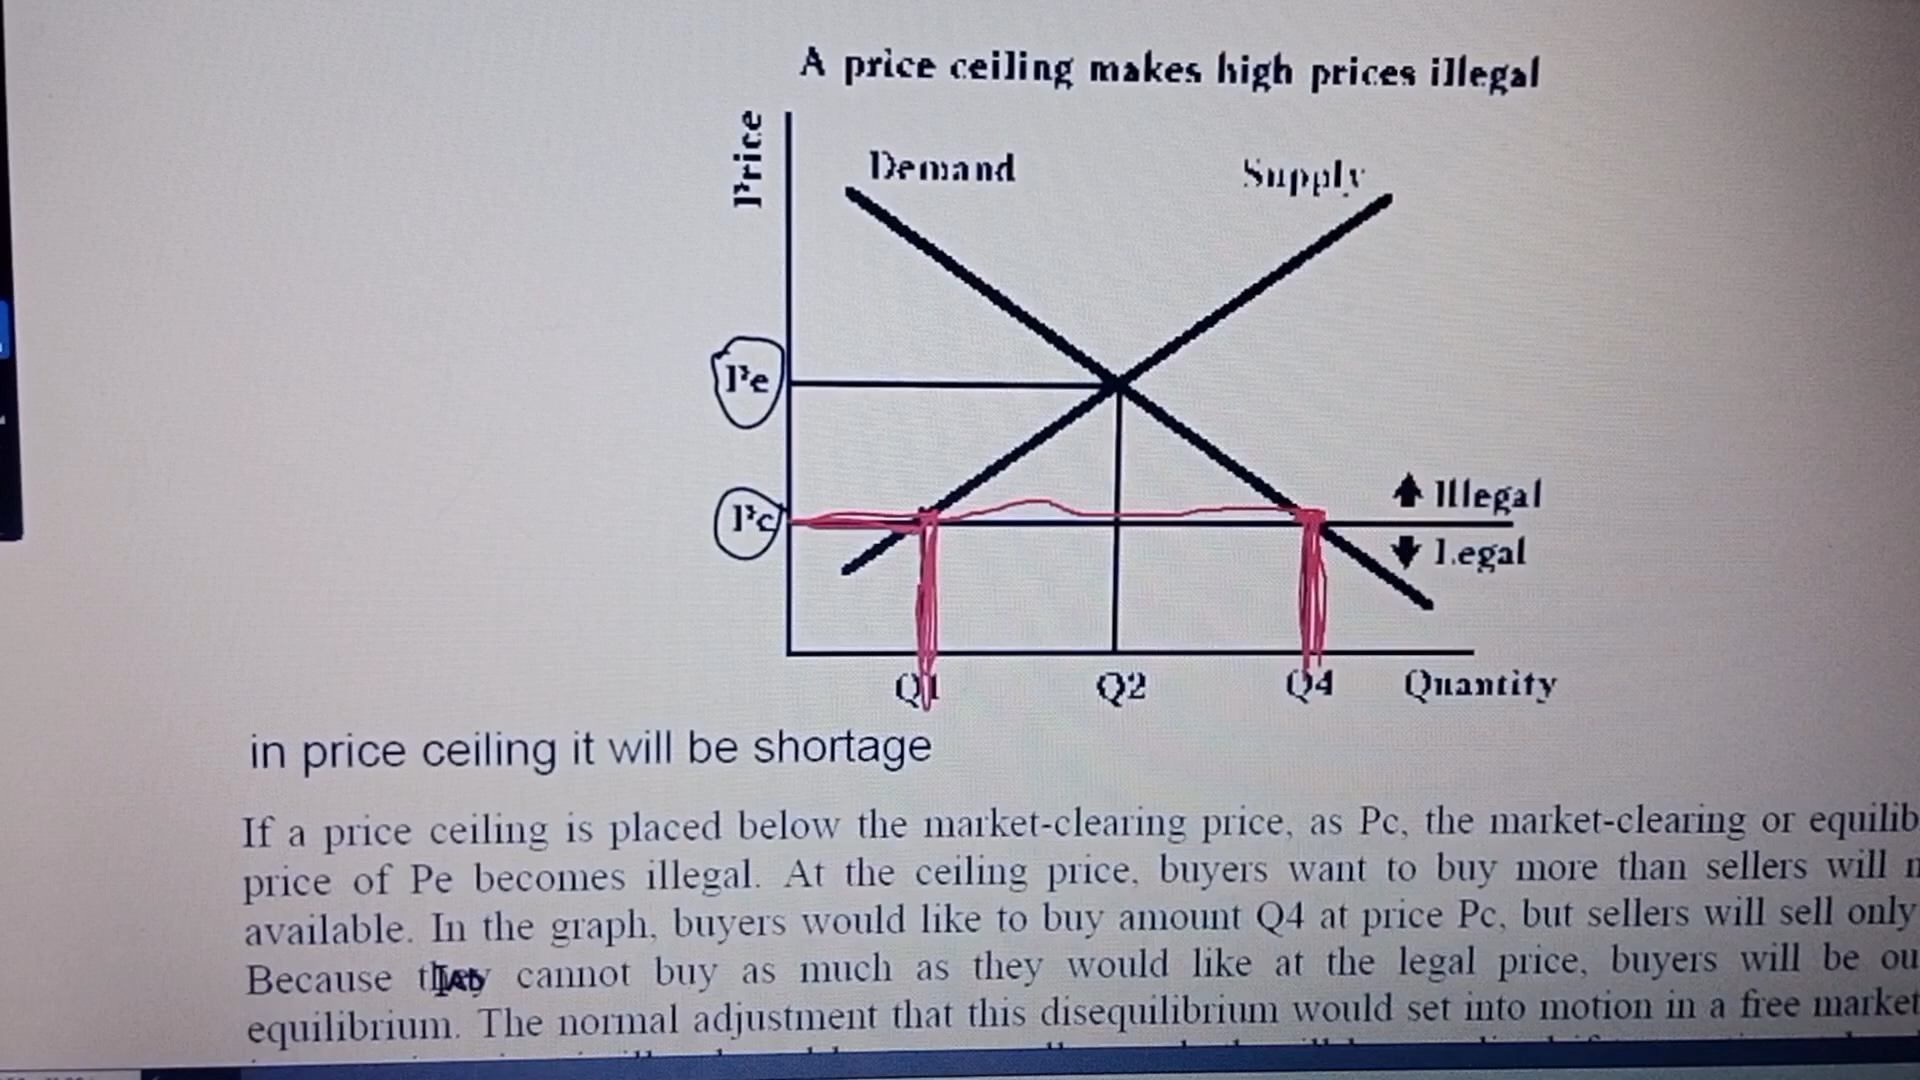 A price ceiling makes high prices illegal
Price
Demand
Supply
Pe
Pc
Illegal
Legal
Q1
Q2
Q4
Quantity
in price ceiling it will be shortage
If a price ceiling is placed below the market-clearing price, as Pc, the market-clearing or equilib
price of Pe becomes illegal. At the ceiling price, buyers want to buy more than sellers will
available. In the graph, buyers would like to buy amount Q4 at price Pc, but sellers will sell only
Because they cannot buy as much as they would like at the legal price, buyers will be ou
equilibrium. The normal adjustment that this disequilibrium would set into motion in a free market